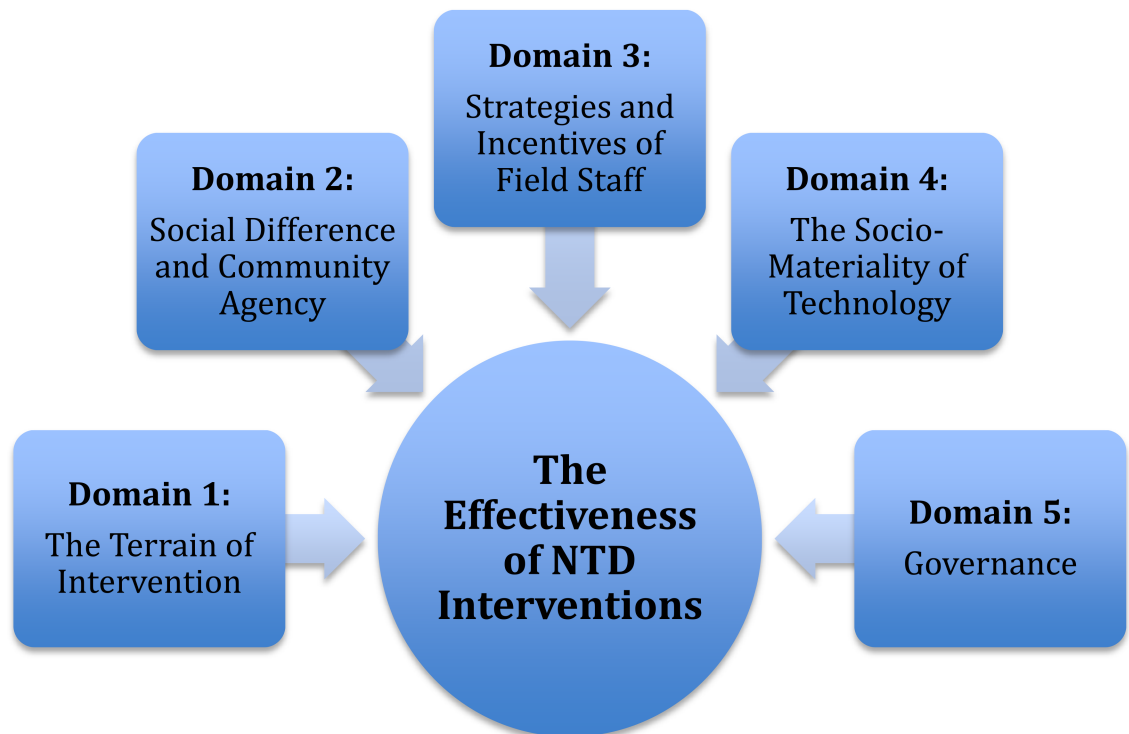 Domain 1:
The Terrain of
Intervention
Domain 2:
Social Difference
and Community
Agency
Domain 3:
Strategies and
Incentives of
Field Staff
Domain 4:
The Socio-
Materiality of
Technology
Domain 5:
Governance
The
Effectiveness
of NTD
Interventions